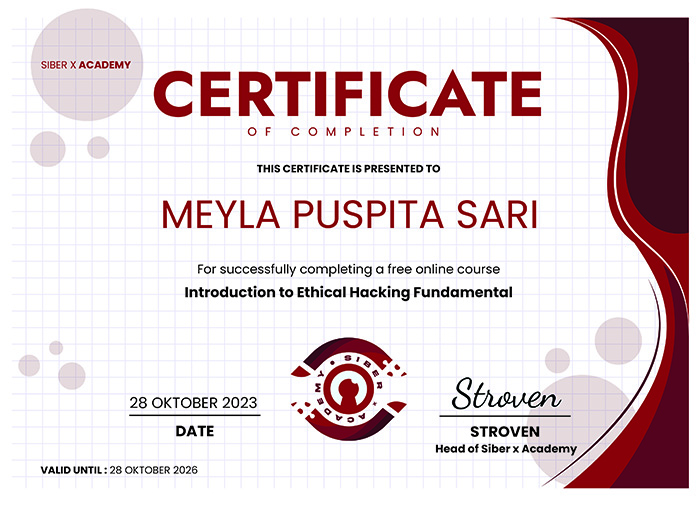 SIBER X ACADEMY
CERTIFICATE
OF COMPLETION
THIS CERTIFICATE IS PRESENTED TO
MEYLA PUSPITA SARI
For successfully completing a free online course
Introduction to Ethical Hacking Fundamental
SIBER X ACADEMY
Stroven
28 OKTOBER 2023
DATE
STROVEN
Head of Siber x Academy
VALID UNTIL : 28 OKTOBER 2026